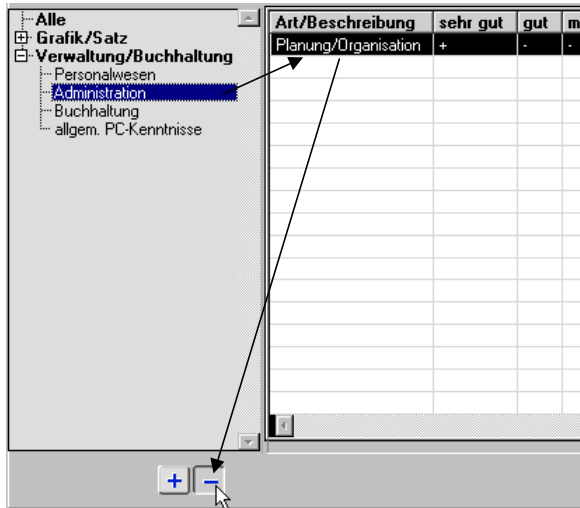 Alle
Grafik/Satz
Verwaltung/Buchhaltung
Personalwesen
Administration
Buchhaltung
allgem. PC-Kenntnisse
Art/Beschreibung sehr gut gut m
Planung/Organisation + - -
+ -